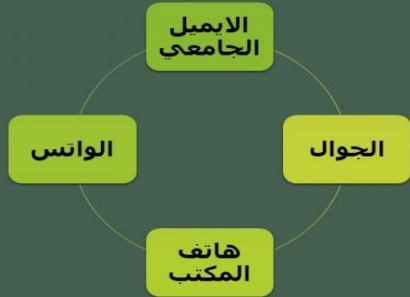 الايميل
الجامعي
الجوال
هاتف
المكتب
الواتس